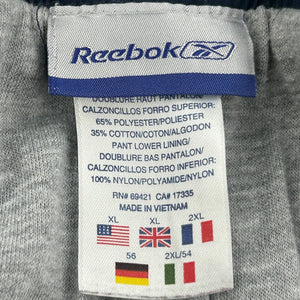 Reebok
DOUBLURE HAUT PANTALON/
CALZONCILLOS FORRO SUPERIOR:
65% POLYESTER/POLIESTER
35% COTTON/COTON/ALGODON
PANT LOWER LINING/
DOUBLURE BAS PANTALON/
CALZONCILLOS FORRO INFERIOR:
100% NYLON/POLYAMIDE/NYLON
RN# 69421 CA# 17335
MADE IN VIETNAM
XL XL 2XL
56 2XL/54